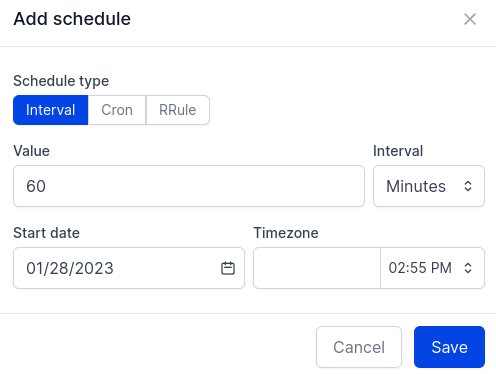 Add schedule
Schedule type
Interval Cron RRule
Value Interval
60 Minutes
Start date Timezone
01/28/2023 02:55 PM
Cancel Save